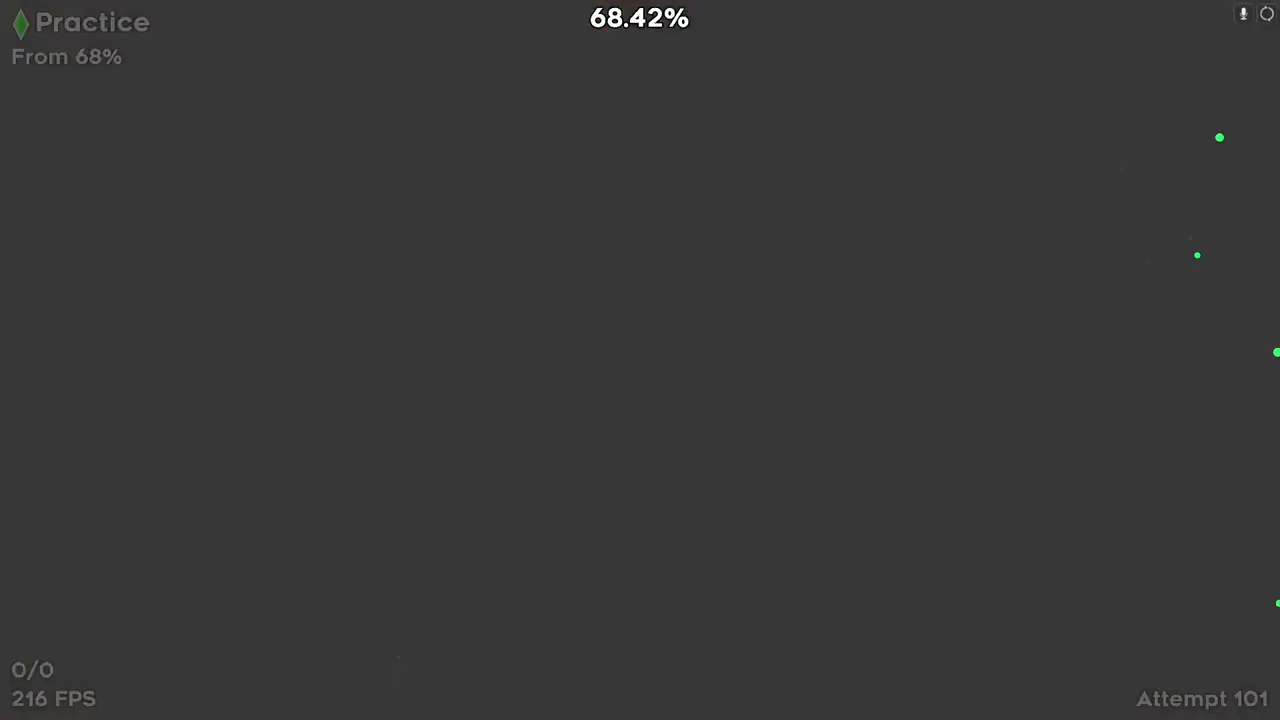 Practice
68.42%
From 68%
0/0
216 FPS
Attempt 101